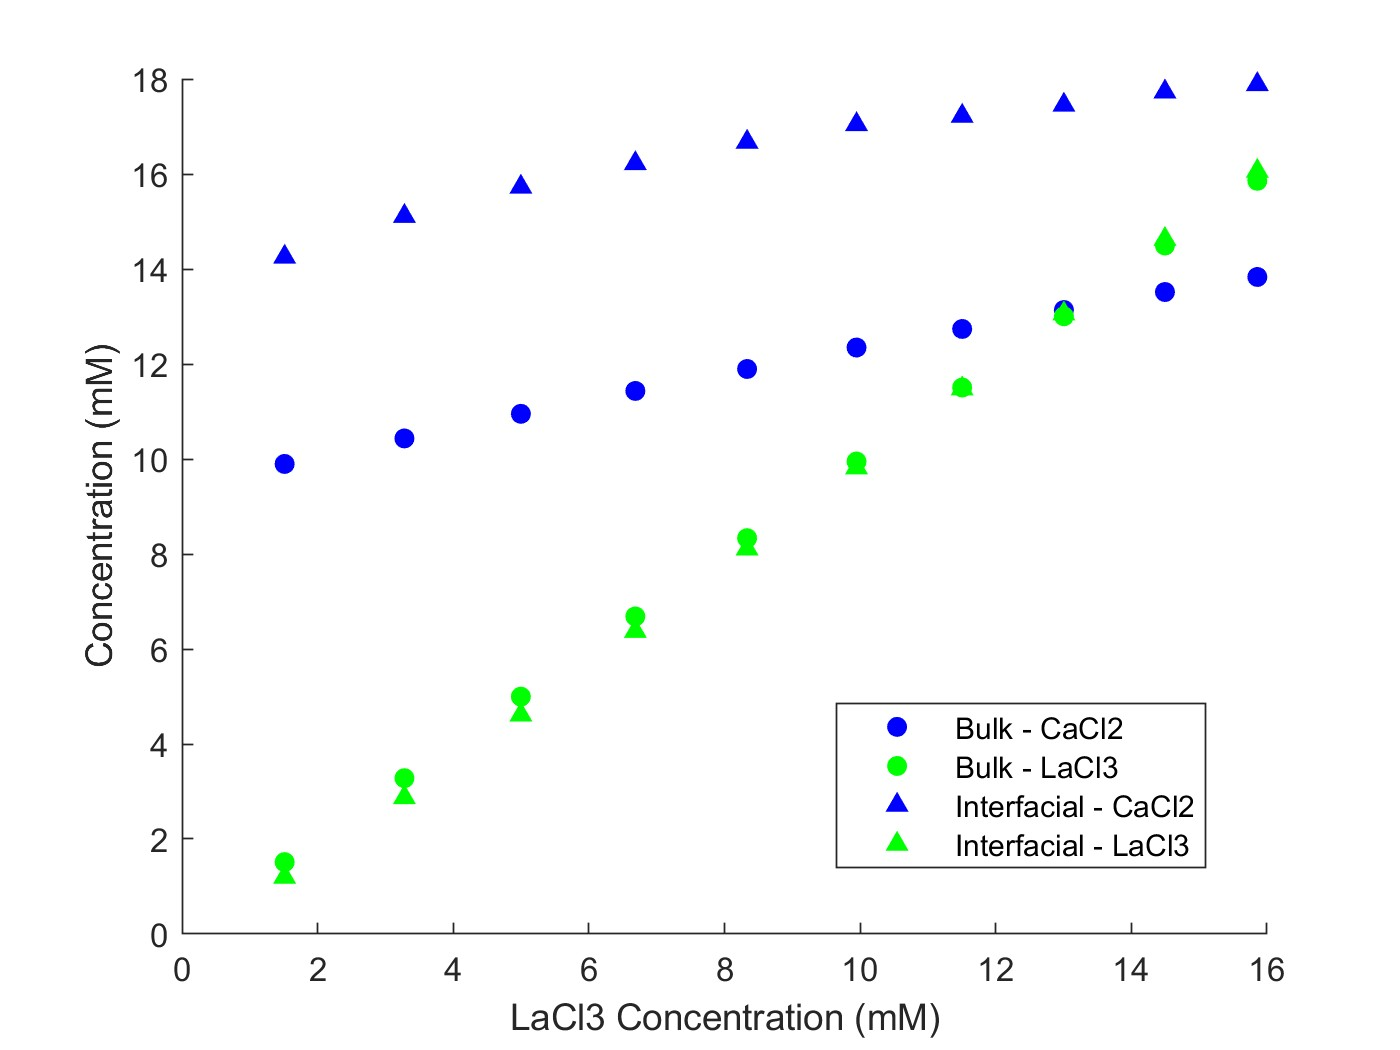 18
16
14
12
10
8
6
4
2
0
Concentration (mM)
0 2 4 6 8 10 12 14 16
LaCl3 Concentration (mM)
Bulk - CaCl2
Bulk - LaCl3
Interfacial - CaCl2
Interfacial - LaCl3